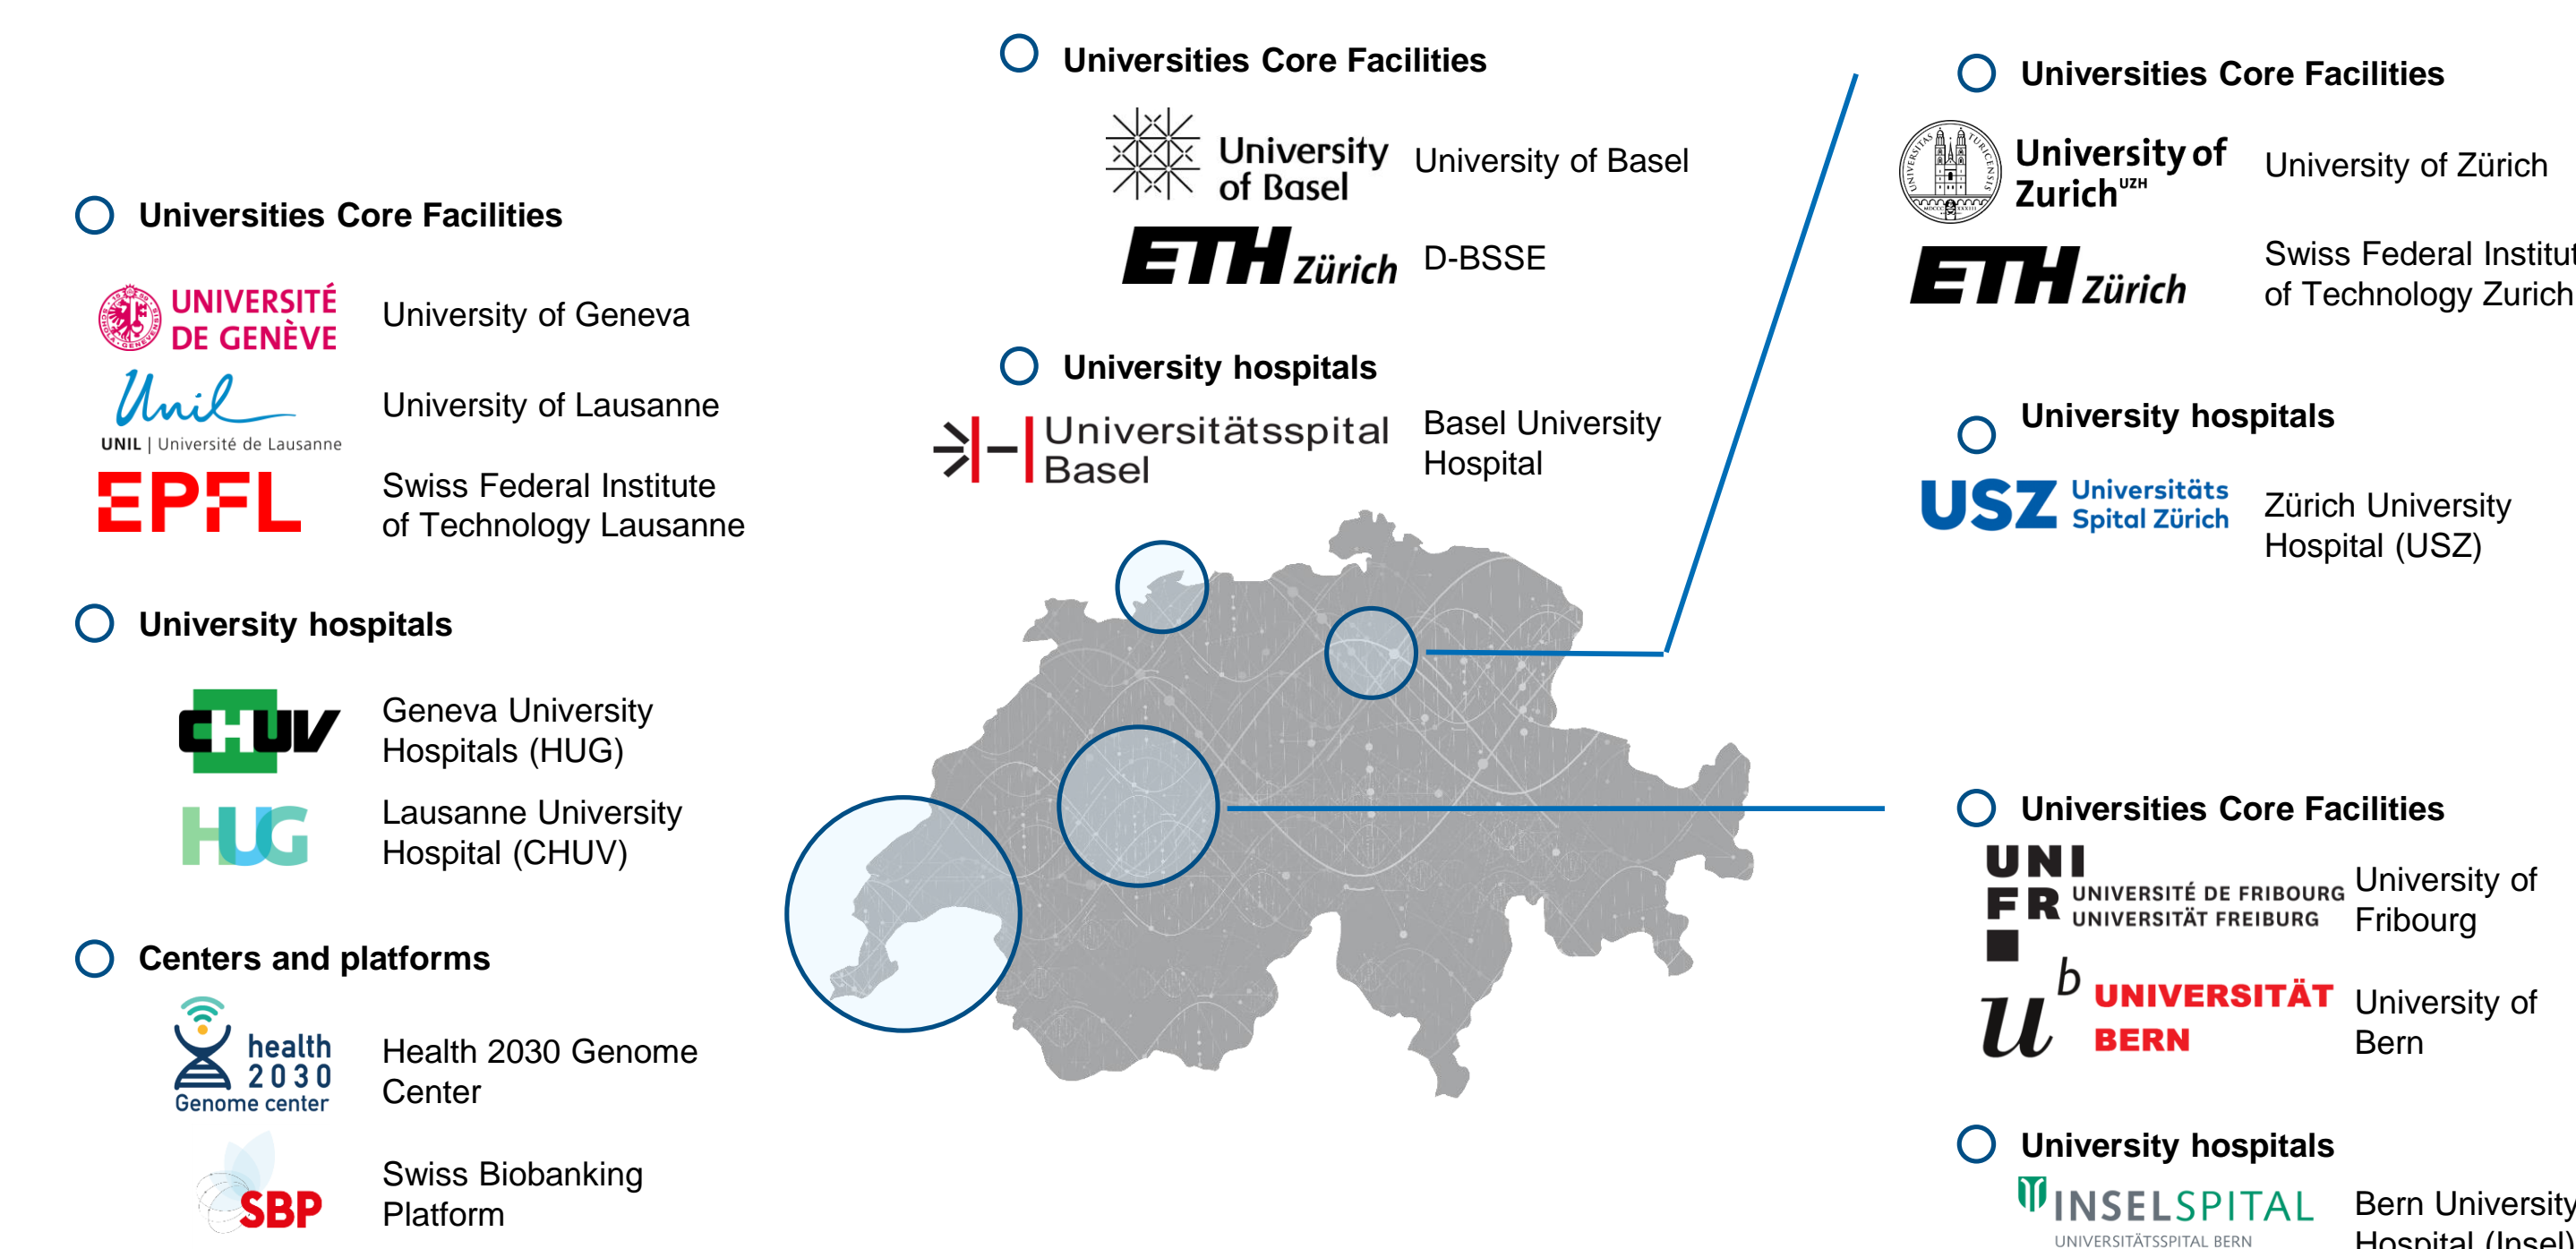 Universities Core Facilities
UNIVERSITÉ
DE GENÈVE
University of Geneva
Unil
UNIL | Université de Lausanne
University of Lausanne
EPFL
Swiss Federal Institute
of Technology Lausanne
University hospitals
CHUV
Geneva University
Hospitals (HUG)
HUG
Lausanne University
Hospital (CHUV)
Centers and platforms
health
2030
Genome center
Health 2030 Genome
Center
SBP
Swiss Biobanking
Platform
Universities Core Facilities
University
of Basel
University of Basel
ETH Zürich
D-BSSE
University hospitals
Universitätsspital
Basel
Basel University
Hospital
Universities Core Facilities
UNIVERSITAS TURICENSIS
MDCCC XXXIII
University of
Zurich UZH
University of Zürich
ETH Zürich
Swiss Federal Institut
of Technology Zurich
University hospitals
USZ Universitäts
Spital Zürich
Zürich University
Hospital (USZ)
Universities Core Facilities
UNI
FR
UNIVERSITÉ DE FRIBOURG
UNIVERSITÄT FREIBURG
University of
Fribourg
u b
UNIVERSITÄT
BERN
University of
Bern
University hospitals
INSELSPITAL
UNIVERSITÄTSSPITAL BERN
Bern University
Hospital (Insel)